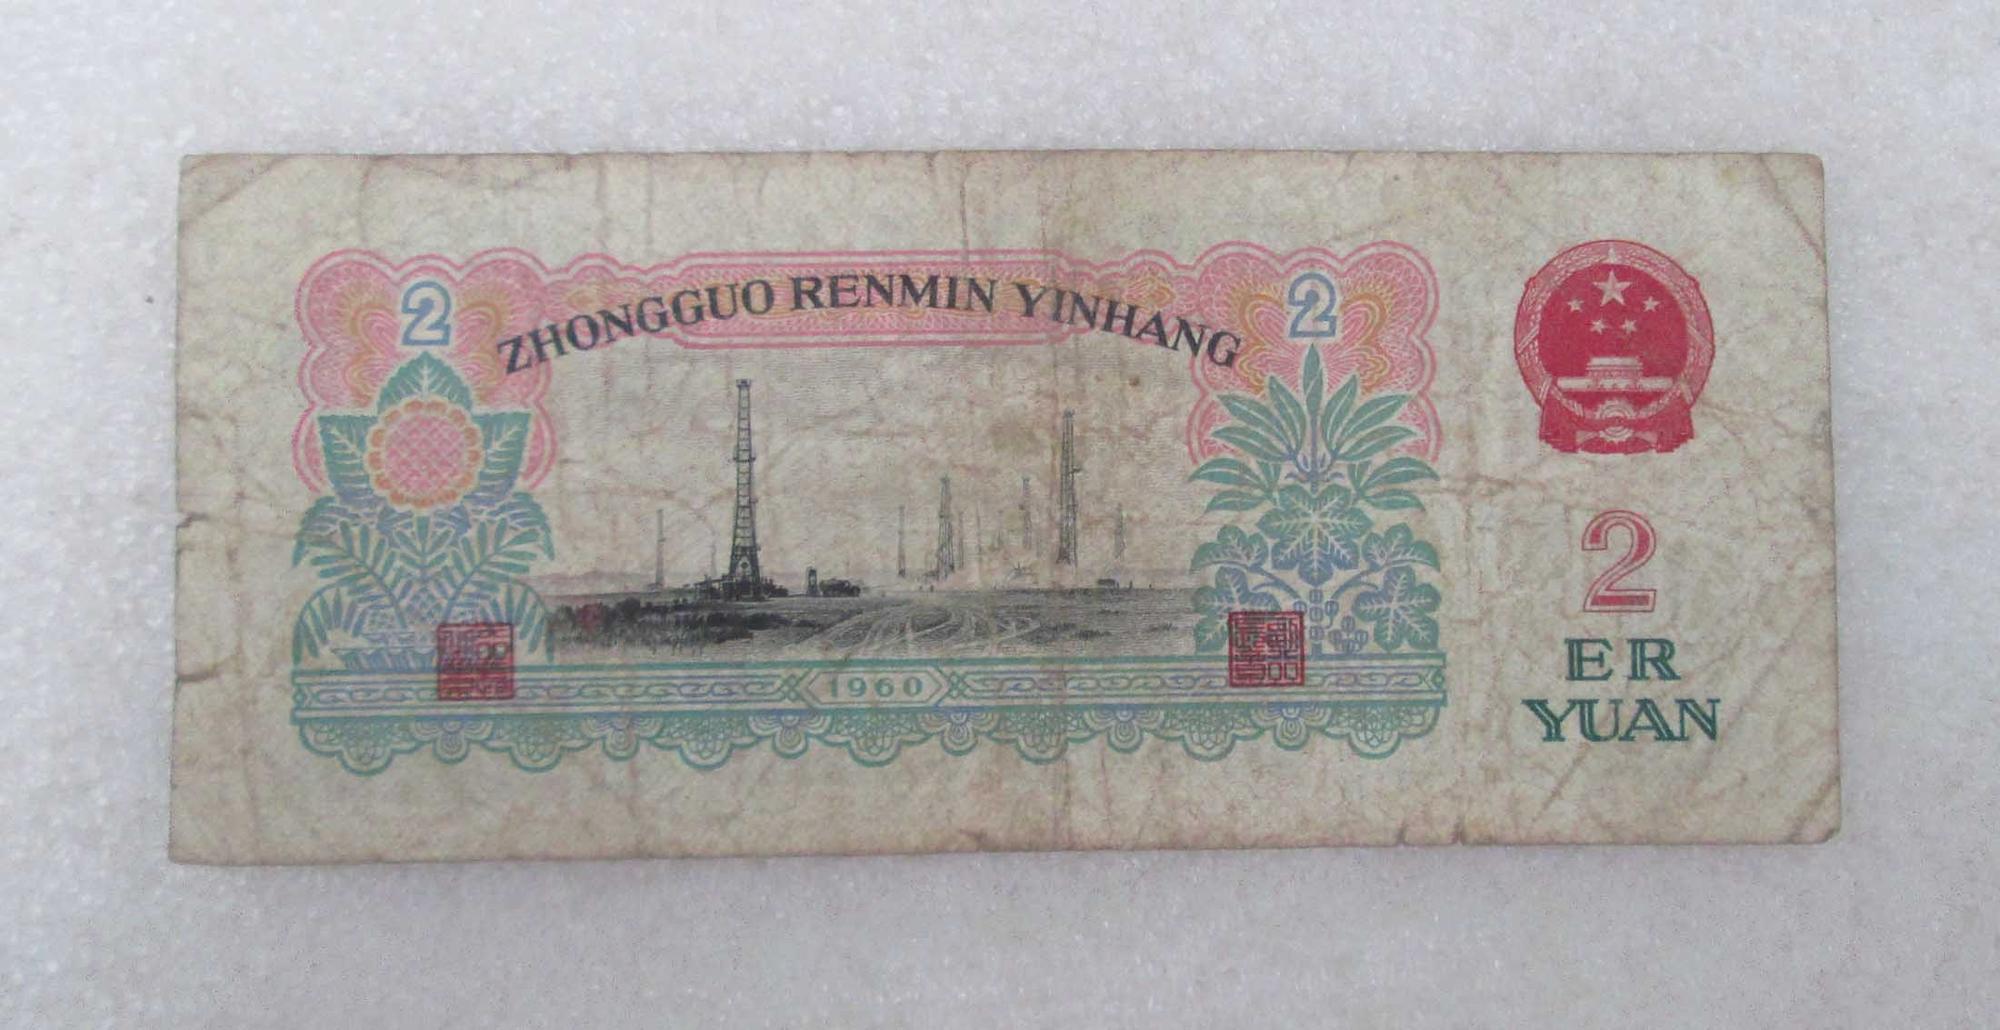 ZHONGGUO RENMIN YINHANG
2
2
1960
2
ER
YUAN